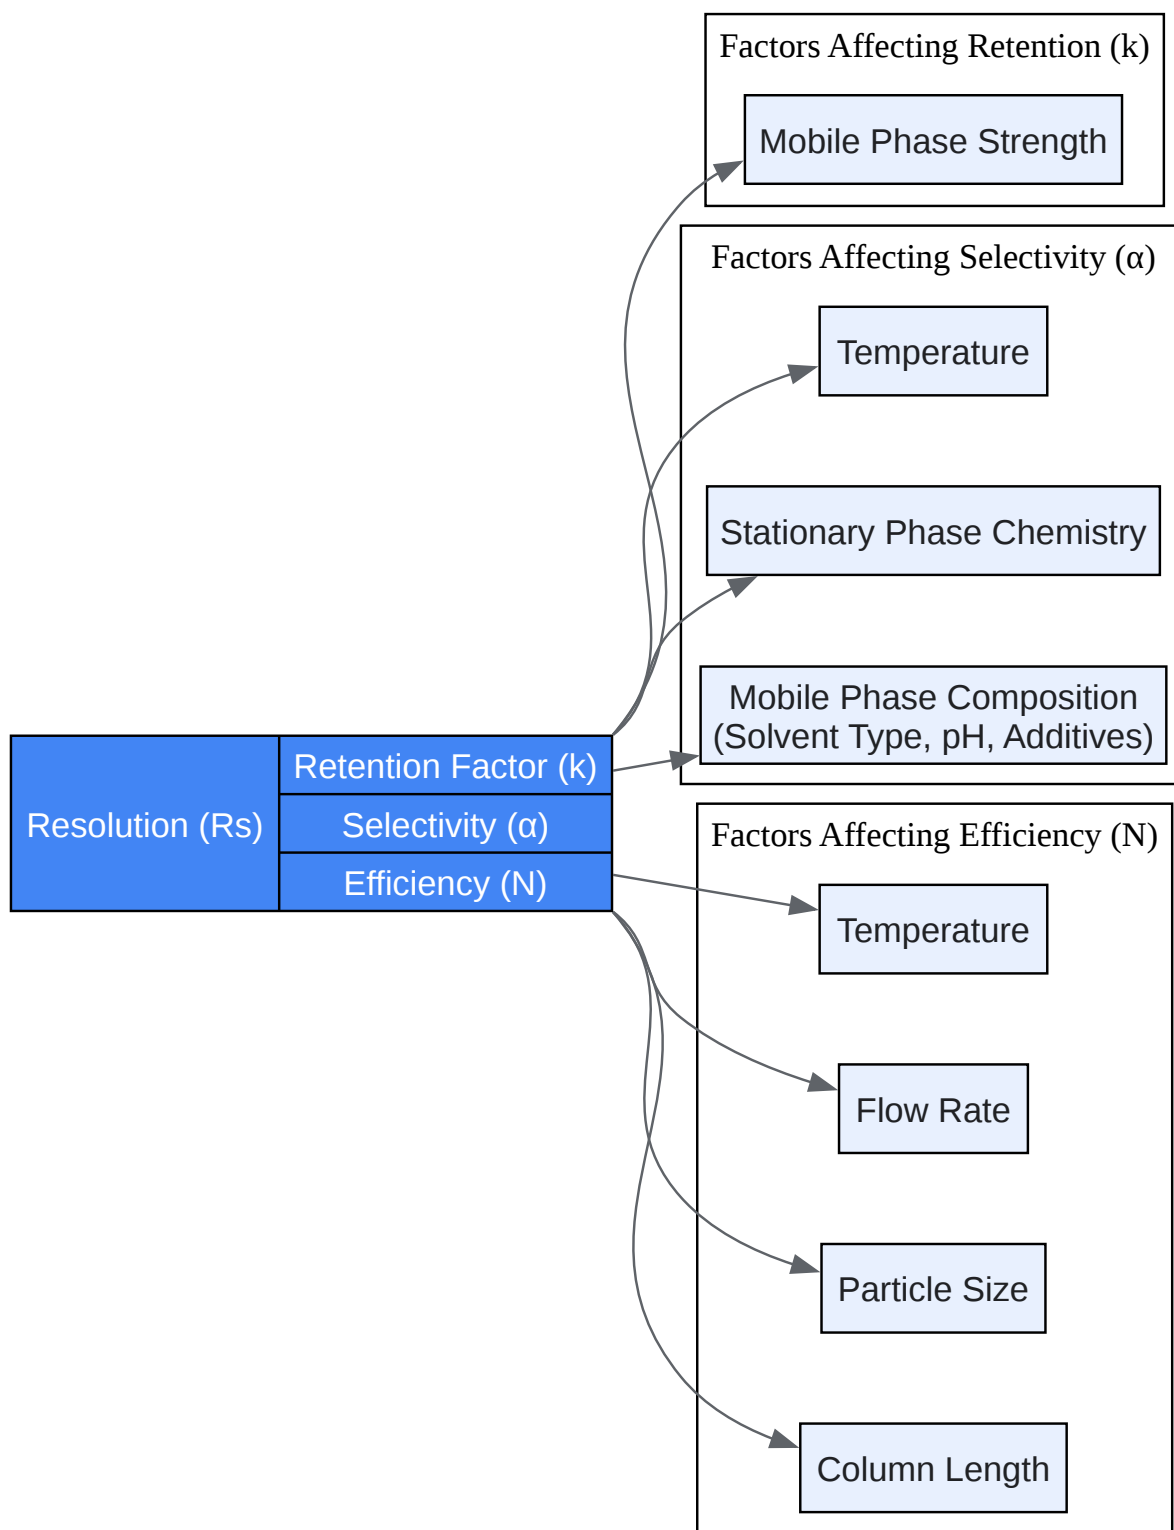 Factors Affecting Retention (k)
Mobile Phase Strength
Factors Affecting Selectivity (α)
Temperature
Stationary Phase Chemistry
Mobile Phase Composition
(Solvent Type, pH, Additives)
Resolution (Rs)
Retention Factor (k)
Selectivity (α)
Efficiency (N)
Factors Affecting Efficiency (N)
Temperature
Flow Rate
Particle Size
Column Length